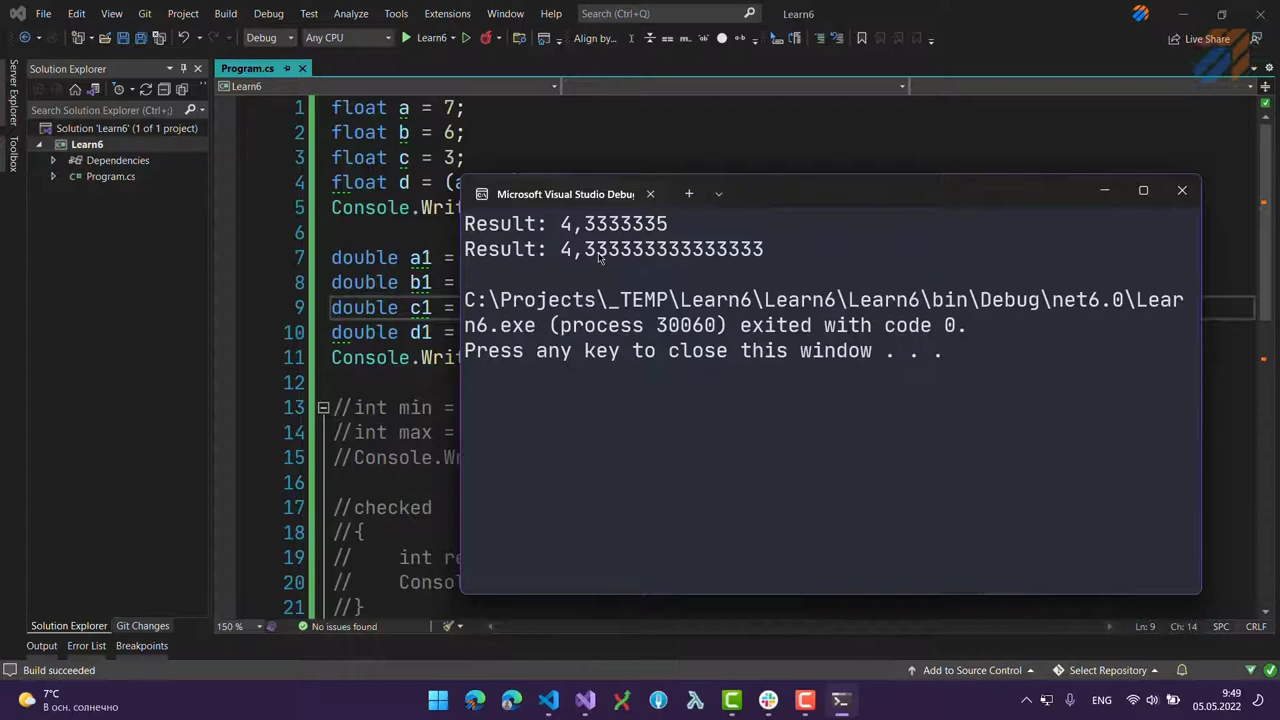 File Edit View Git Project Build Debug Test Analyze Tools Extensions Window Help Search (Ctrl+Q) Learn6
Debug Any CPU Learn6 Align by... Live Share
Server Explorer
Toolbox
Solution Explorer
Search Solution Explorer (Ctrl+;)
Solution 'Learn6' (1 of 1 project)
Learn6
Dependencies
Program.cs
Program.cs
Learn6
1 float a = 7;
2 float b = 6;
3 float c = 3;
4 float d = (a
5 Console.Wri
6
7 double a1 =
8 double b1 =
9 double c1 =
10 double d1 =
11 Console.Wri
12
13 //int min =
14 //int max =
15 //Console.Wr
16
17 //checked
18 //{
19 // int re
20 // Conso
21 //}
Microsoft Visual Studio Debug
Result: 4,3333335
Result: 4,333333333333333
C:\Projects\_TEMP\Learn6\Learn6\Learn6\bin\Debug\net6.0\Lear
n6.exe (process 30060) exited with code 0.
Press any key to close this window . . .
Solution Explorer Git Changes
150 % No issues found Ln: 9 Ch: 14 SPC CRLF
Output Error List Breakpoints
Build succeeded Add to Source Control Select Repository
7°C
В осн. солнечно
ENG
9:49
05.05.2022